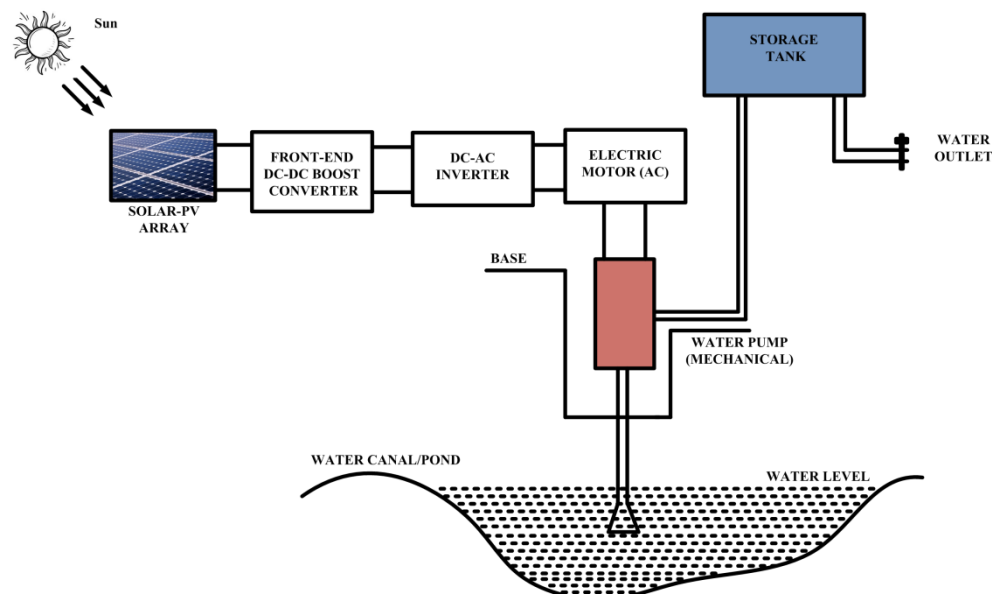 Sun
STORAGE
TANK
WATER
OUTLET
FRONT-END
DC-DC BOOST
CONVERTER
DC-AC
INVERTER
ELECTRIC
MOTOR (AC)
SOLAR-PV
ARRAY
BASE
WATER PUMP
(MECHANICAL)
WATER CANAL/POND
WATER LEVEL